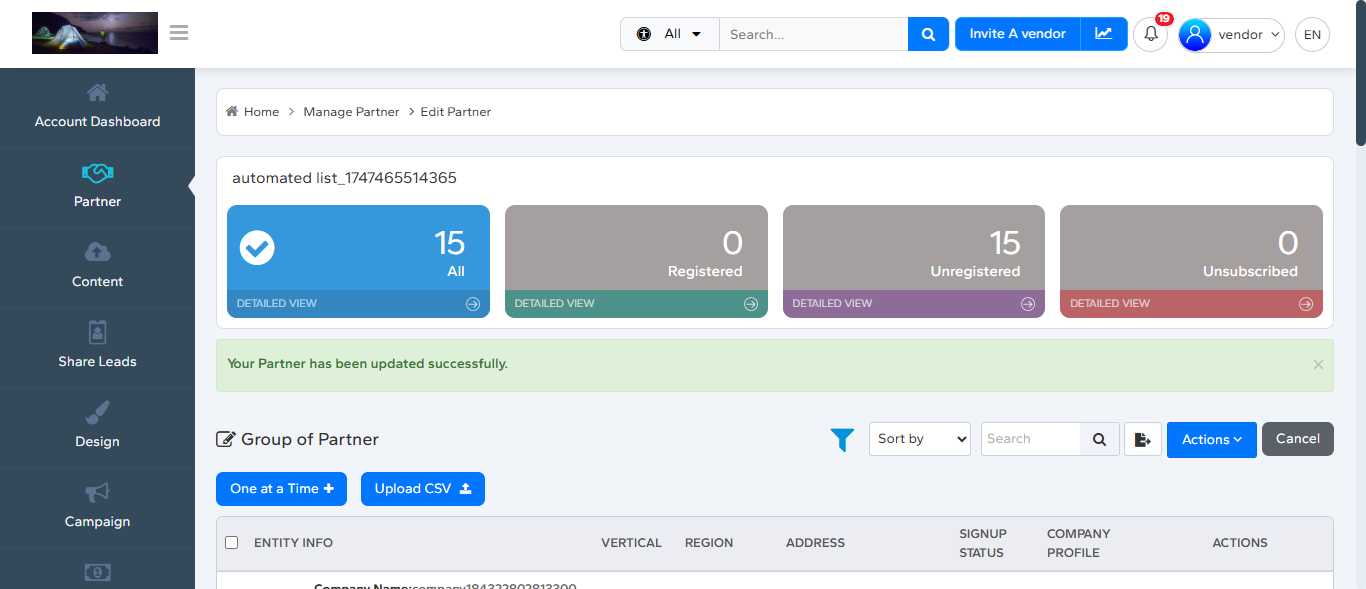 All
Search...
Invite A vendor
19
vendor
EN
Account Dashboard
Partner
Content
Share Leads
Design
Campaign
Home > Manage Partner > Edit Partner
automated list_1747465514365
15
All
DETAILED VIEW
0
Registered
DETAILED VIEW
15
Unregistered
DETAILED VIEW
0
Unsubscribed
DETAILED VIEW
Your Partner has been updated successfully.
×
Group of Partner
Sort by
Search
Actions
Cancel
One at a Time +
Upload CSV
ENTITY INFO
VERTICAL
REGION
ADDRESS
SIGNUP
STATUS
COMPANY
PROFILE
ACTIONS
Company Name:company184322802813300